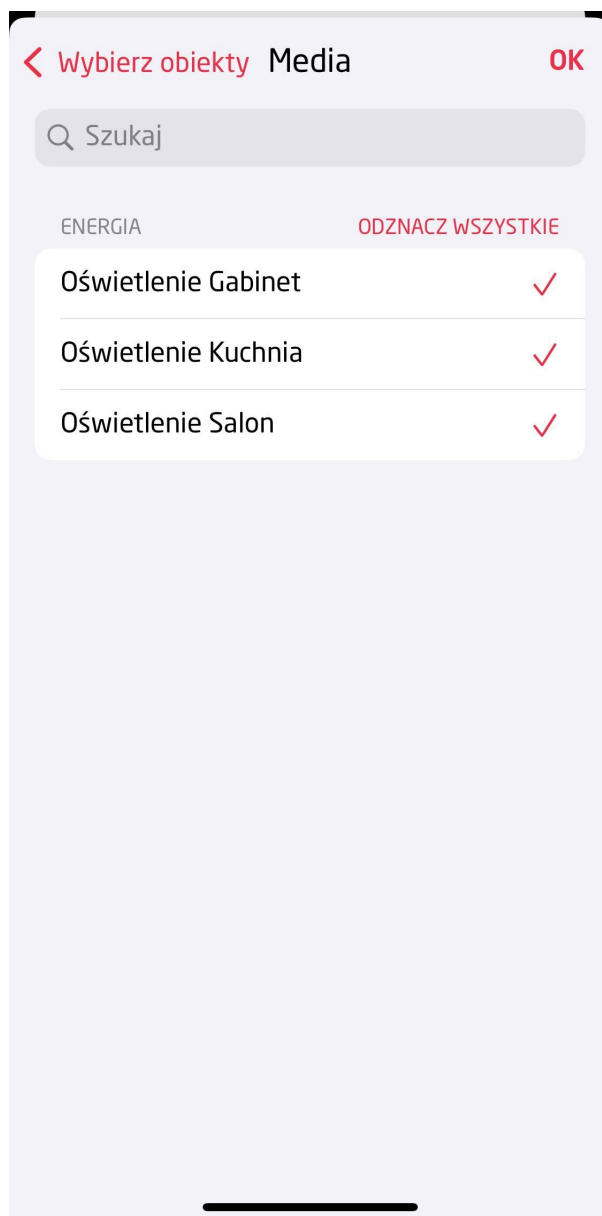 Wybierz obiekty Media OK
Szukaj
ENERGIA ODZNACZ WSZYSTKIE
Oświetlenie Gabinet
Oświetlenie Kuchnia
Oświetlenie Salon